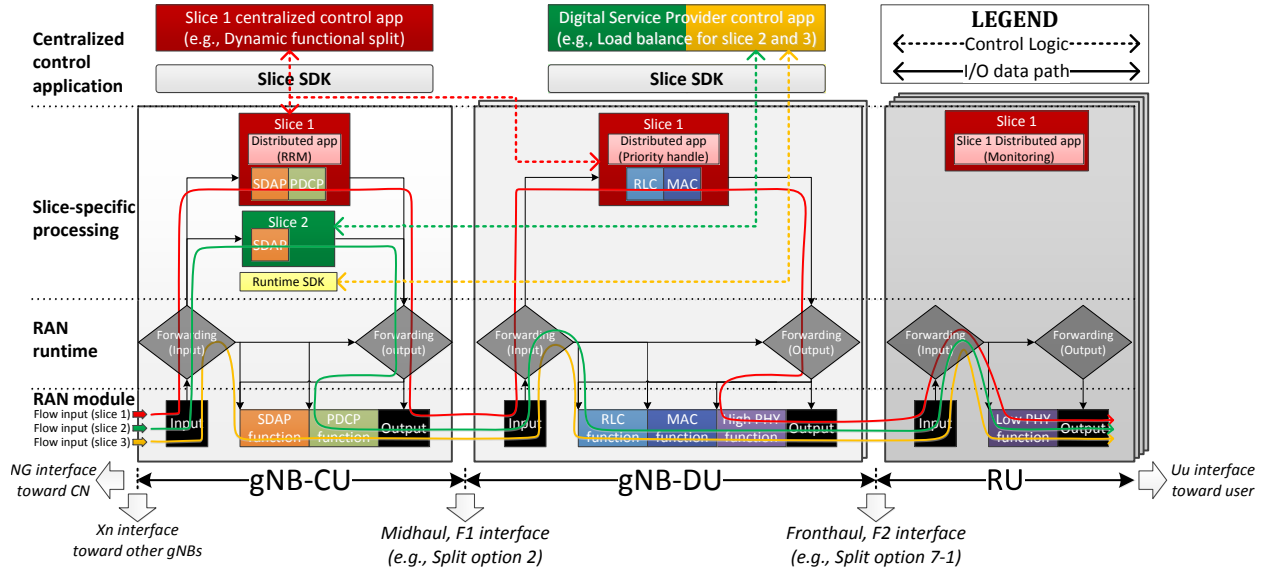 Slice 1 centralized control app
(e.g., Dynamic functional split)
Digital Service Provider control app
(e.g., Load balance for slice 2 and 3)
LEGEND
Control Logic
I/O data path
Centralized
control
application
Slice SDK
Slice SDK
Slice 1
Distributed app
(RRM)
SDAP
PDCP
Slice 1
Distributed app
(Priority handle)
RLC
MAC
Slice 1
Slice 1 Distributed app
(Monitoring)
Slice-specific
processing
Slice 2
SDAP
Runtime SDK
RAN
runtime
Forwarding
(Input)
Forwarding
(output)
Forwarding
(Input)
Forwarding
(Output)
Forwarding
(Input)
Forwarding
(Output)
RAN module
Flow input (slice 1)
Flow input (slice 2)
Flow input (slice 3)
Input
SDAP
function
PDCP
function
Output
Input
RLC
function
MAC
function
High PHY
function
Output
Input
Low PHY
function
Output
NG interface
toward CN
gNB-CU
gNB-DU
RU
Uu interface
toward user
Xn interface
toward other gNBs
Midhaul, F1 interface
(e.g., Split option 2)
Fronthaul, F2 interface
(e.g., Split option 7-1)